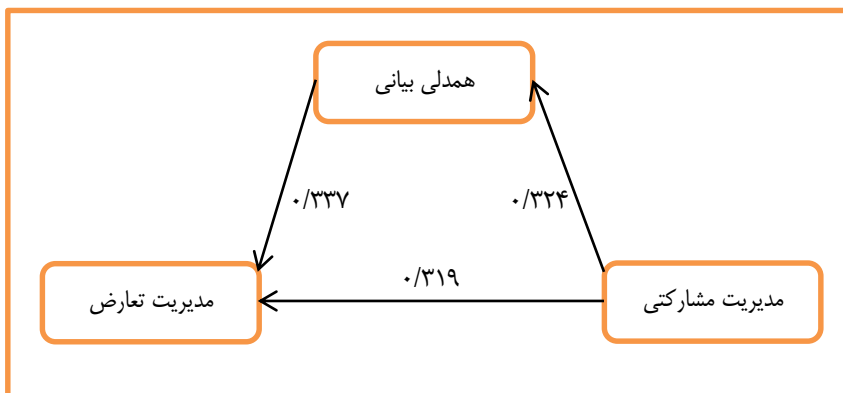 همدلی بیانی
۰/۳۲۴
۰/۳۳۷
۰/۳۱۹
مدیریت مشارکتی
مدیریت تعارض